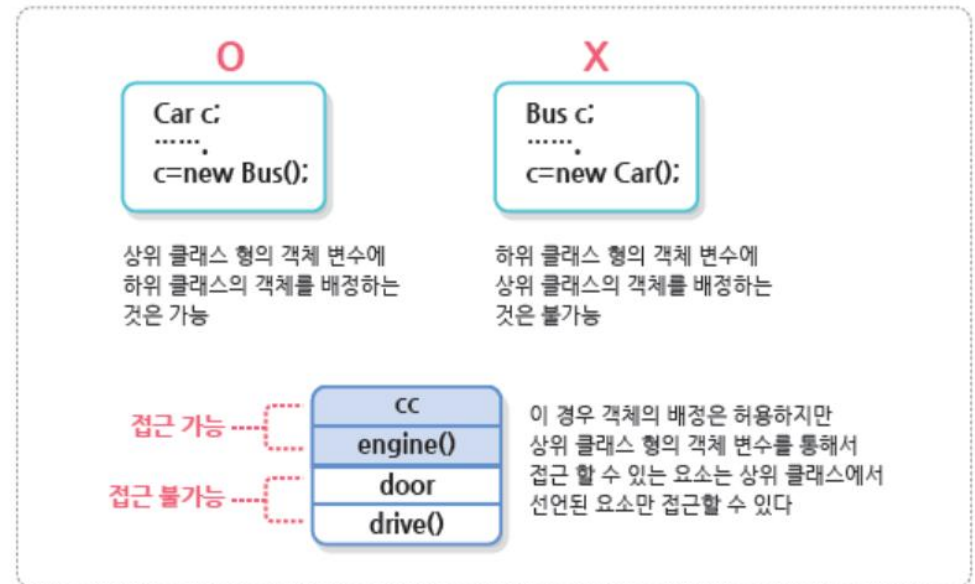 O
Car c;
…….
c=new Bus();
상위 클래스 형의 객체 변수에
하위 클래스의 객체를 배정하는
것은 가능
X
Bus c;
…….
c=new Car();
하위 클래스 형의 객체 변수에
상위 클래스의 객체를 배정하는
것은 불가능
접근 가능
접근 불가능
cc
engine()
door
drive()
이 경우 객체의 배정은 허용하지만
상위 클래스 형의 객체 변수를 통해서
접근 할 수 있는 요소는 상위 클래스에서
선언된 요소만 접근할 수 있다